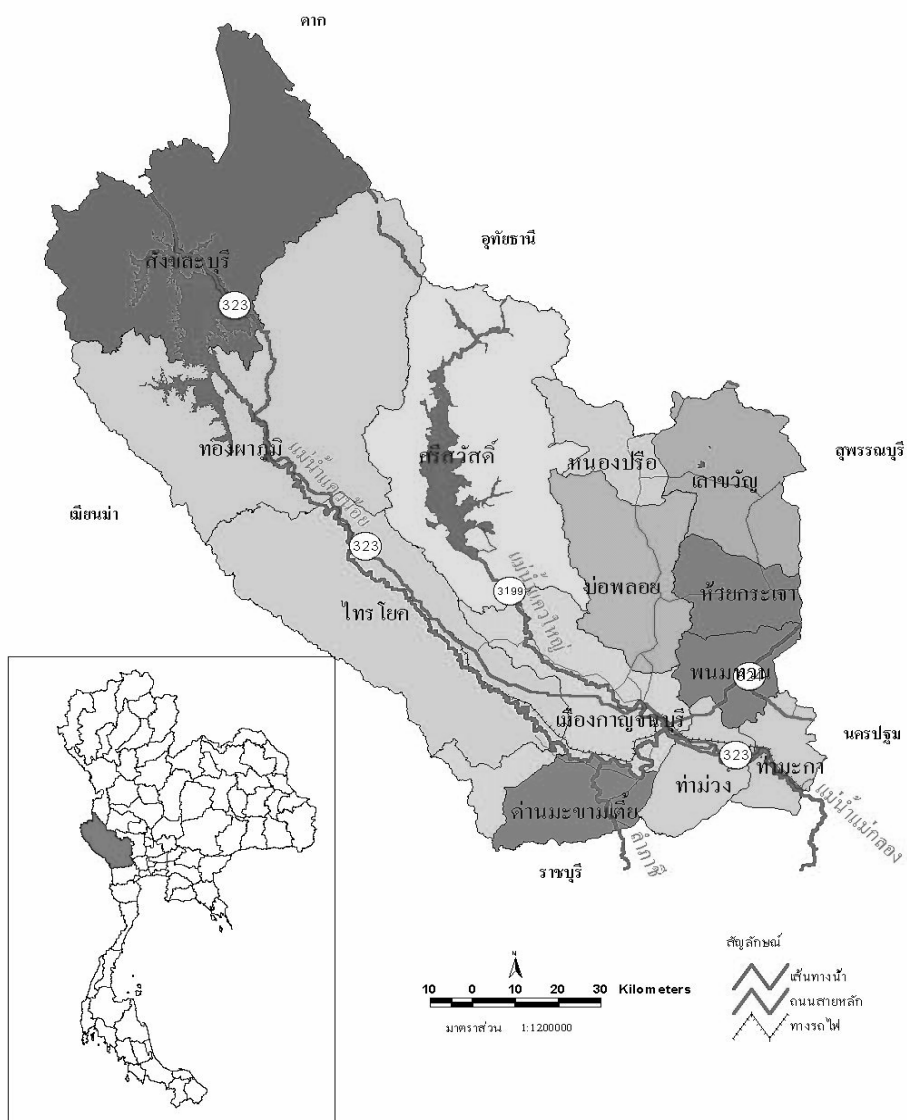 ตาก
อุทัยธานี
สังขละบุรี
323
สุพรรณบุรี
ทองผาภูมิ
แม่น้ำแควน้อย
ศรีสวัสดิ์
หนองปรือ
เลาขวัญ
เมียนม่า
323
3199
แม่น้ำแควใหญ่
บ่อพลอย
ห้วยกระเจา
ไทรโยค
พนมทวน
เมืองกาญจนบุรี
นครปฐม
323
ท่ามะกา
ท่าม่วง
ด่านมะขามเตี้ย
ลำภาชี
แม่น้ำแม่กลอง
ราชบุรี
N
10 0 10 20 30 Kilometers
มาตราส่วน 1:1200000
สัญลักษณ์
เส้นทางน้ำ
ถนนสายหลัก
ทางรถไฟ